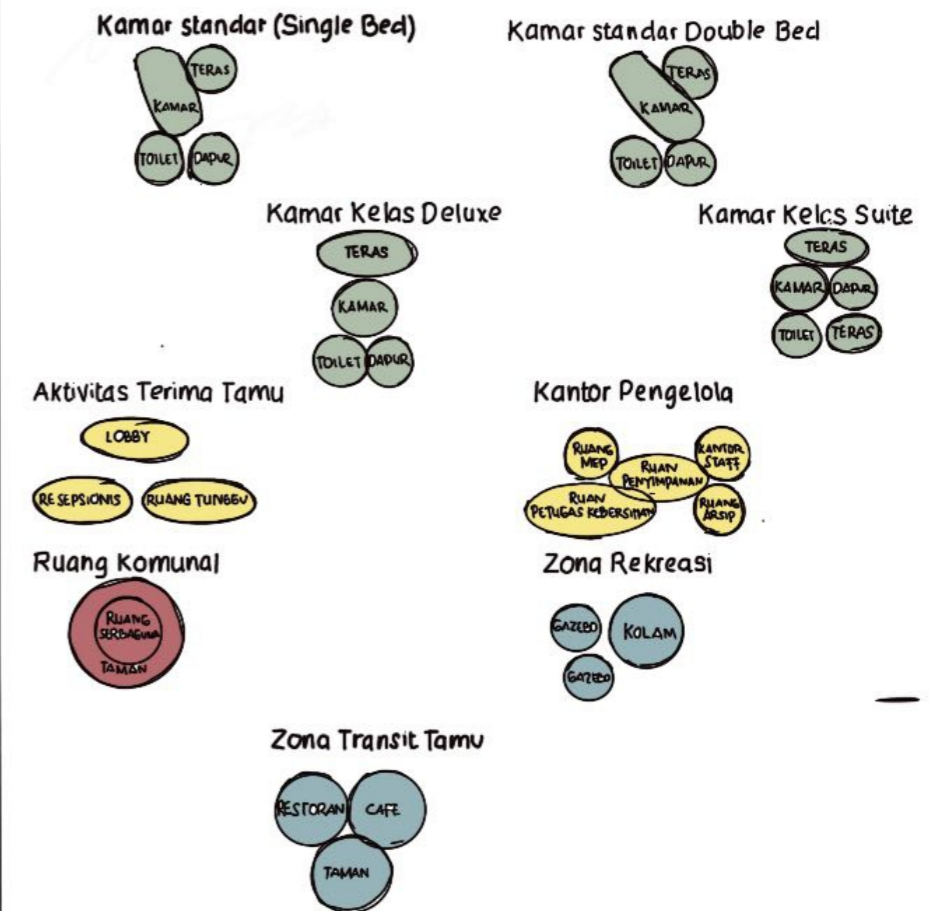 Kamar standar (Single Bed)
TERAS
KAMAR
TOILET
DAPUR
Kamar standar Double Bed
TERAS
KAMAR
TOILET
DAPUR
Kamar Kelas Deluxe
TERAS
KAMAR
TOILET
DAPUR
Kamar Kelas Suite
TERAS
KAMAR
DAPUR
TOILET
TERAS
Aktivitas Terima Tamu
LOBBY
RESEPSIONIS
RUANG TUNGGU
Kantor Pengelola
RUANG
MEP
RUAN
PENYIMPANAN
KANTOR
STAFF
RUAN
PETUGAS KEBERSIHAN
RUANG
ARSIP
Ruang Komunal
RUANG
SERBAGUNA
TAMAN
Zona Rekreasi
GAZEBO
KOLAM
GAZEBO
Zona Transit Tamu
RESTORAN
CAFE
TAMAN